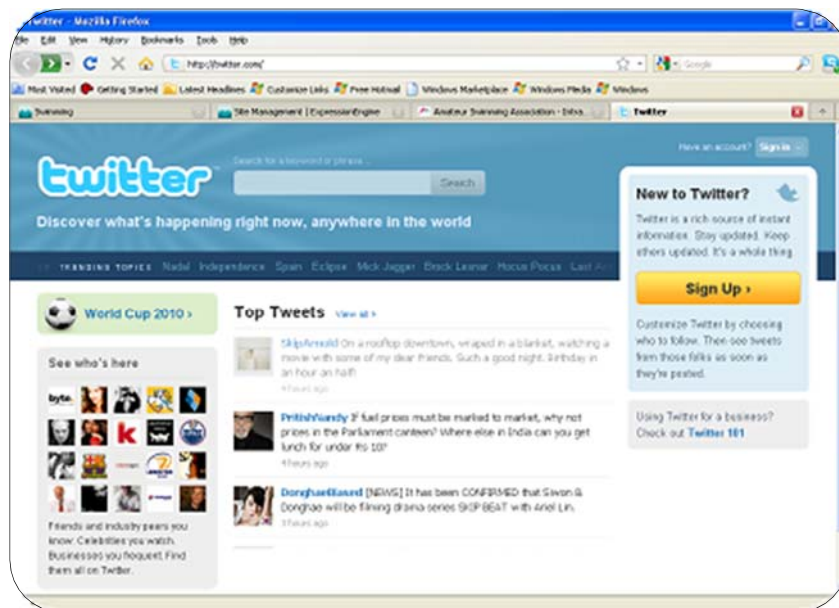 Twitter - Mozilla Firefox
File Edit View History Bookmarks Tools Help
http://twitter.com/
Google
Most Visited Getting Started Latest Headlines Customize Links Free Hotmail Windows Marketplace Windows Media Windows
Swimming
Site Management | ExpressionEngine
Amateur Swimming Association - Intra...
Twitter
Have an account? Sign in
twitter
Search for a keyword or phrase...
Search
Discover what's happening right now, anywhere in the world
TRENDING TOPICS Nadal Independence Spain Eclipse Mick Jagger Brock Lesnar Hocus Pocus Last
New to Twitter?
Twitter is a rich source of instant
information. Stay updated. Keep
others updated. It's a whole thing.
Sign Up ›
Customize Twitter by choosing
who to follow. Then see tweets
from those folks as soon as
they're posted.
Using Twitter for a business?
Check out Twitter 101
World Cup 2010 ›
See who's here
byte.
k
Friends and industry peers you
know. Celebrities you watch.
Businesses you frequent. Find
them all on Twitter.
Top Tweets View all ›
SkipArnold On a rooftop downtown, wraped in a blanket, watching a
movie with some of my dear friends. Such a good night. Birthday in
an hour an half!
4 hours ago
PritishNandy If fuel prices must be marked to market, why not
prices in the Parliament canteen? Where else in India can you get
lunch for under Rs 10?
4 hours ago
DonghaeBiased [NEWS] It has been CONFIRMED that Siwon &
Donghae will be filming drama series SKIP BEAT with Ariel Lin.
hours ago